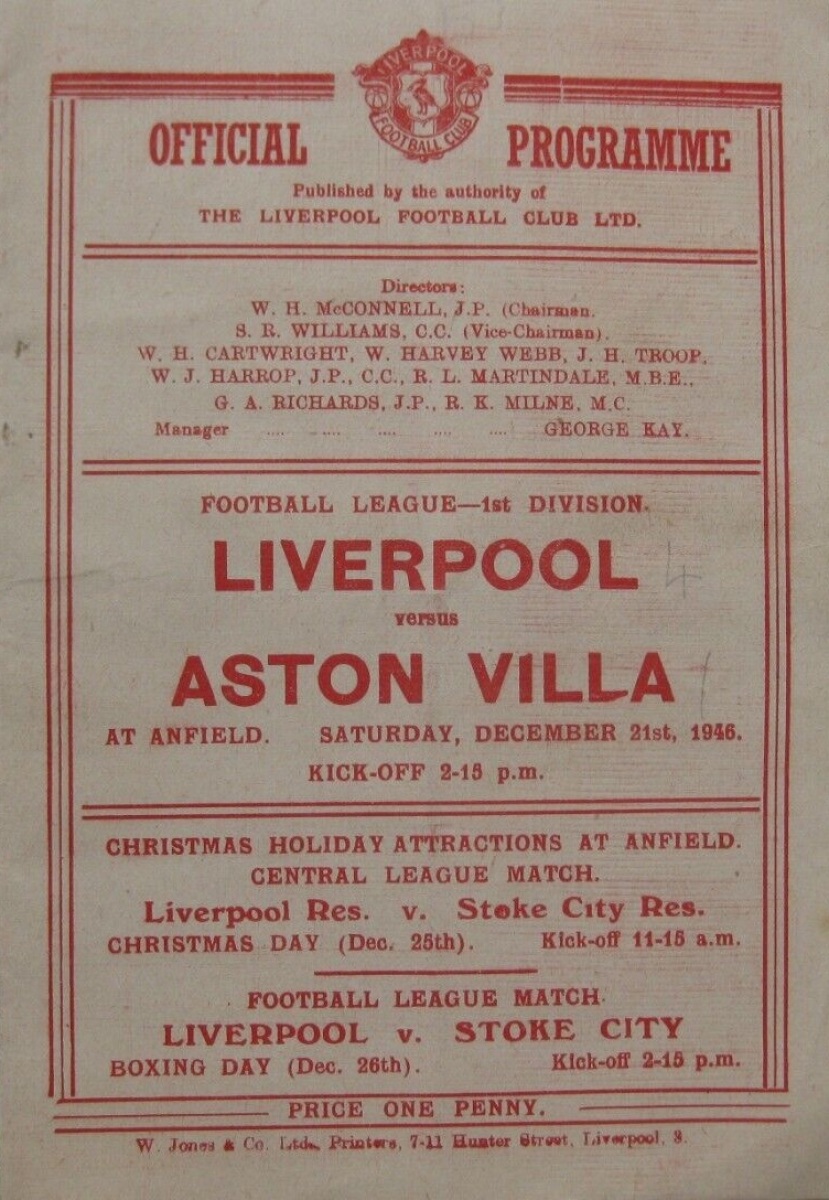 LIVERPOOL
FOOTBALL CLUB
OFFICIAL PROGRAMME
Published by the authority of
THE LIVERPOOL FOOTBALL CLUB LTD.
Directors:
W. H. McCONNELL, J.P. (Chairman.
S. R. WILLIAMS, C.C. (Vice-Chairman).
W. H. CARTWRIGHT, W. HARVEY WEBB, J. H. TROOP,
W. J. HARROP, J.P., C.C., R. L. MARTINDALE, M.B.E.,
G. A. RICHARDS, J.P., R. K. MILNE, M.C.
Manager .... .... .... .... .... GEORGE KAY.
FOOTBALL LEAGUE—1st DIVISION.
LIVERPOOL 4
versus
ASTON VILLA 1
AT ANFIELD. SATURDAY, DECEMBER 21st, 1946.
KICK-OFF 2-15 p.m.
CHRISTMAS HOLIDAY ATTRACTIONS AT ANFIELD.
CENTRAL LEAGUE MATCH.
Liverpool Res. v. Stoke City Res.
CHRISTMAS DAY (Dec. 25th). Kick-off 11-15 a.m.
FOOTBALL LEAGUE MATCH.
LIVERPOOL v. STOKE CITY
BOXING DAY (Dec. 26th). Kick-off 2-15 p.m.
PRICE ONE PENNY.
W. Jones & Co. Ltd., Printers, 7-11 Hunter Street, Liverpool, 3.